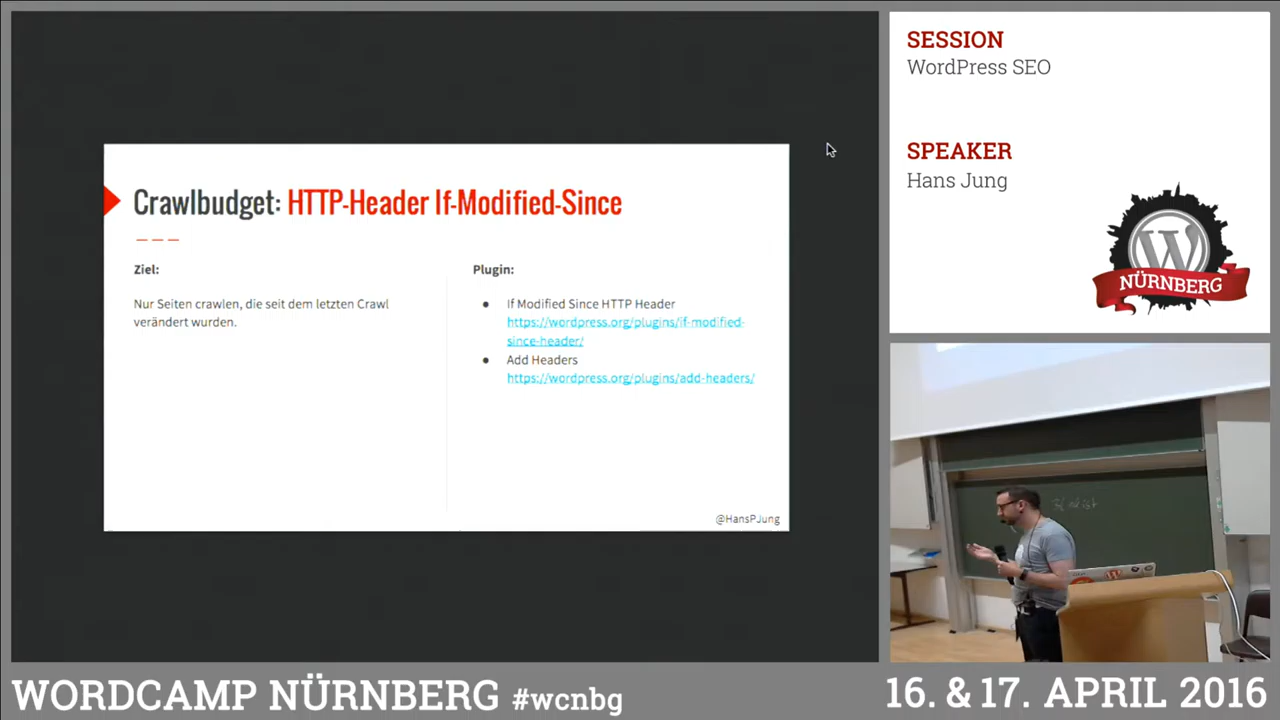 Crawlbudget: HTTP-Header If-Modified-Since
Ziel:
Nur Seiten crawlen, die seit dem letzten Crawl
verändert wurden.
Plugin:
If Modified Since HTTP Header
https://wordpress.org/plugins/if-modified-
since-header/
Add Headers
https://wordpress.org/plugins/add-headers/
@HansPJung
SESSION
WordPress SEO
SPEAKER
Hans Jung
W
NÜRNBERG
WORDCAMP NÜRNBERG #wcnbg
16. & 17. APRIL 2016